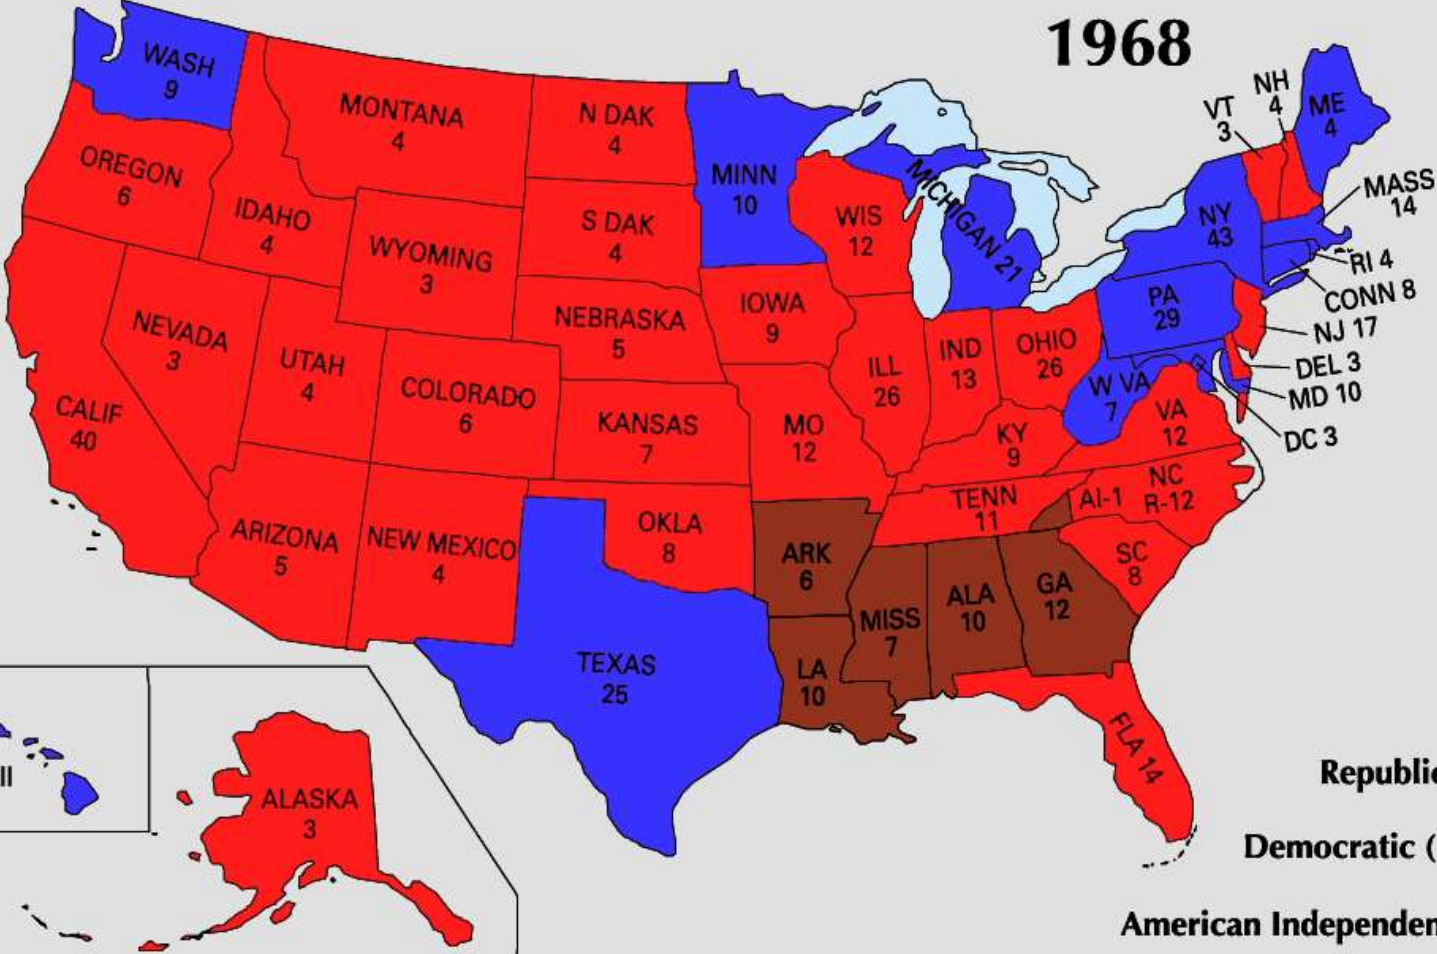 1968
WASH
9
OREGON
6
CALIF
40
NEVADA
3
IDAHO
4
MONTANA
4
WYOMING
3
UTAH
4
COLORADO
6
ARIZONA
5
NEW MEXICO
4
N DAK
4
S DAK
4
NEBRASKA
5
KANSAS
7
OKLA
8
TEXAS
25
MINN
10
IOWA
9
MO
12
ARK
6
LA
10
WIS
12
ILL
26
MICHIGAN 21
IND
13
OHIO
26
KY
9
TENN
11
MISS
7
ALA
10
GA
12
FLA 14
SC
8
NC
AI-1 R-12
VA
12
W VA
7
PA
29
NY
43
VT
3
NH
4
ME
4
MASS
14
RI 4
CONN 8
NJ 17
DEL 3
MD 10
DC 3
II
ALASKA
3
Republic
Democratic (
American Independen